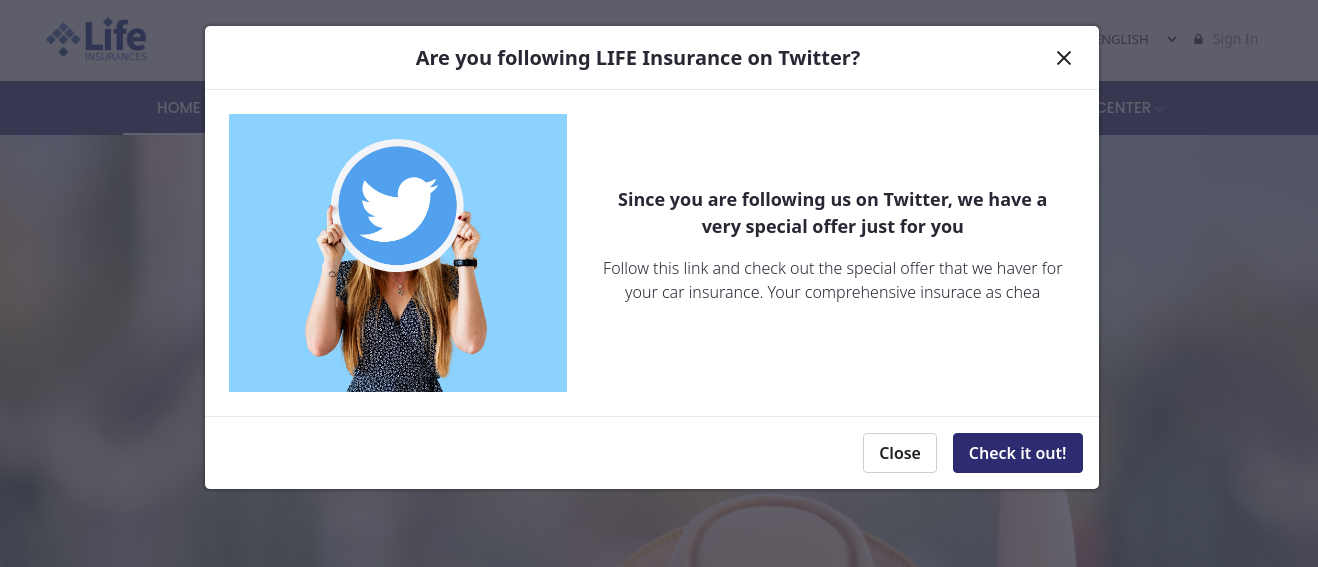 Life
INSURANCES
ENGLISH
Sign In
HOME
CENTER
Are you following LIFE Insurance on Twitter?
Since you are following us on Twitter, we have a
very special offer just for you
Follow this link and check out the special offer that we haver for
your car insurance. Your comprehensive insurace as chea
Close
Check it out!